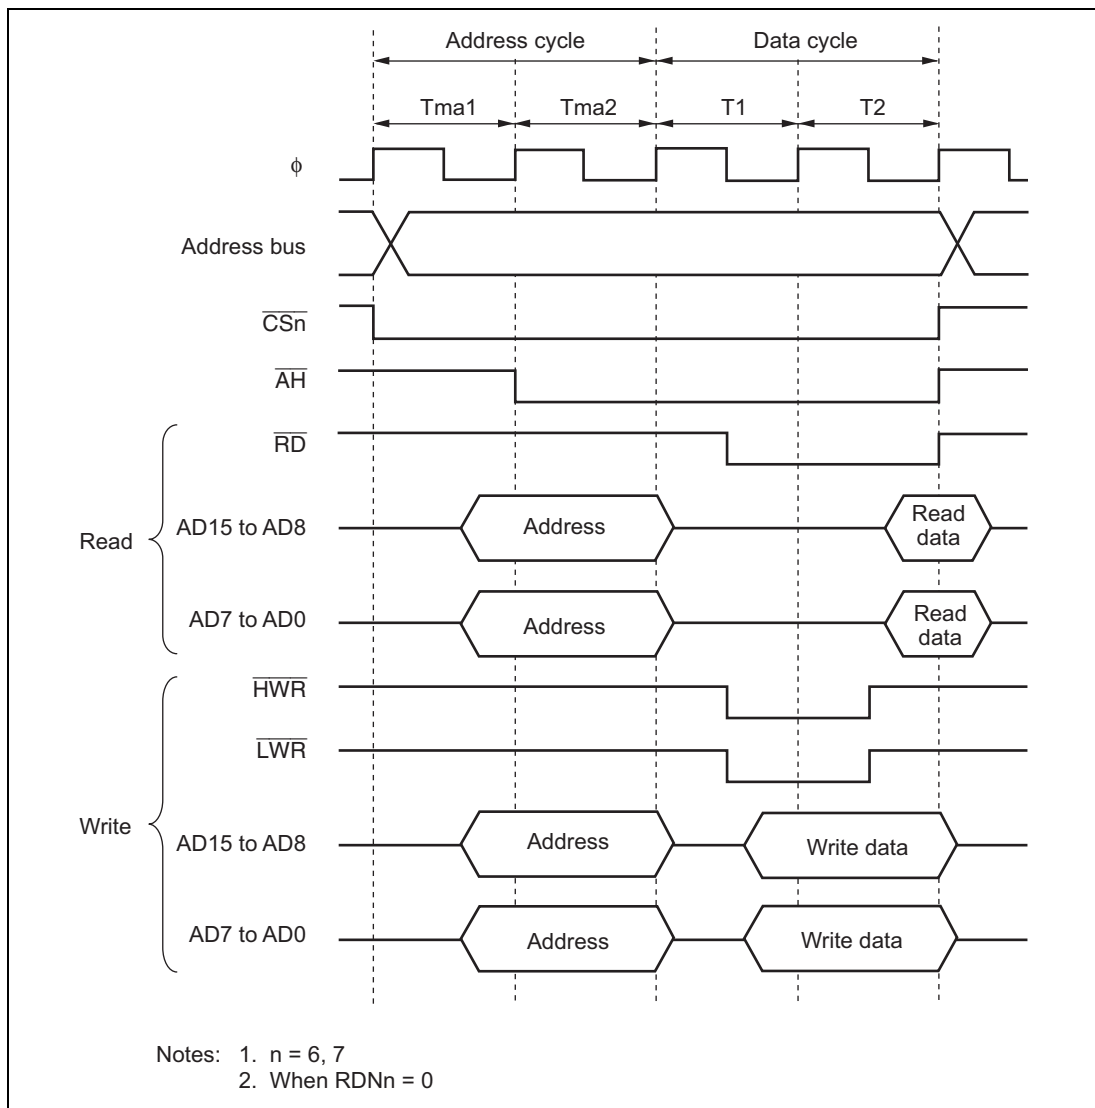 Address cycle Data cycle
Tma1 Tma2 T1 T2
ϕ
Address bus
CSn
AH
RD
Read
AD15 to AD8 Address Read data
AD7 to AD0 Address Read data
HWR
LWR
Write
AD15 to AD8 Address Write data
AD7 to AD0 Address Write data
Notes: 1. n = 6, 7
2. When RDNn = 0